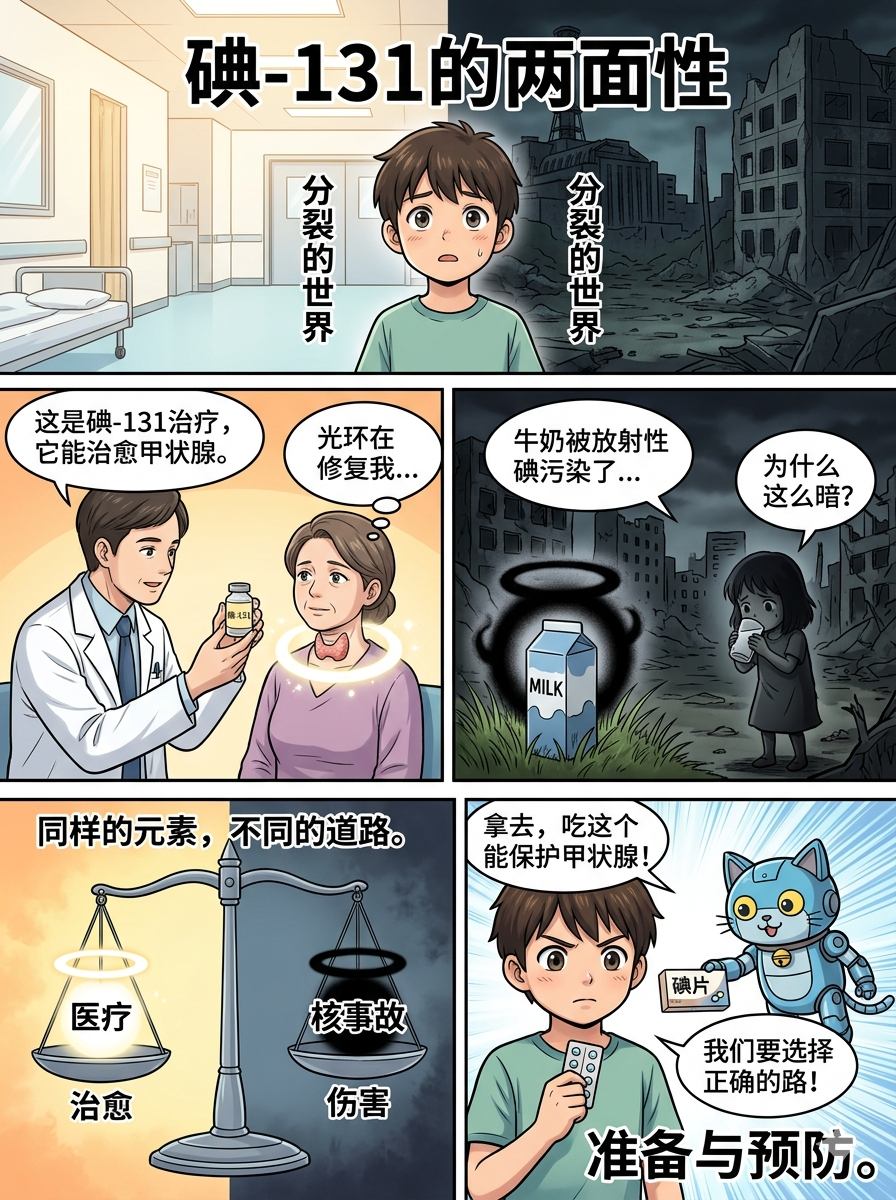 碘-131的两面性
分裂的世界
分裂的世界
这是碘-131治疗，
它能治愈甲状腺。
光环在
修复我...
牛奶被放射性
碘污染了...
为什么
这么暗？
MILK
同样的元素，不同的道路。
医疗
治愈
核事故
伤害
拿去，吃这个
能保护甲状腺！
碘片
我们要选择
正确的路！
准备与预防。